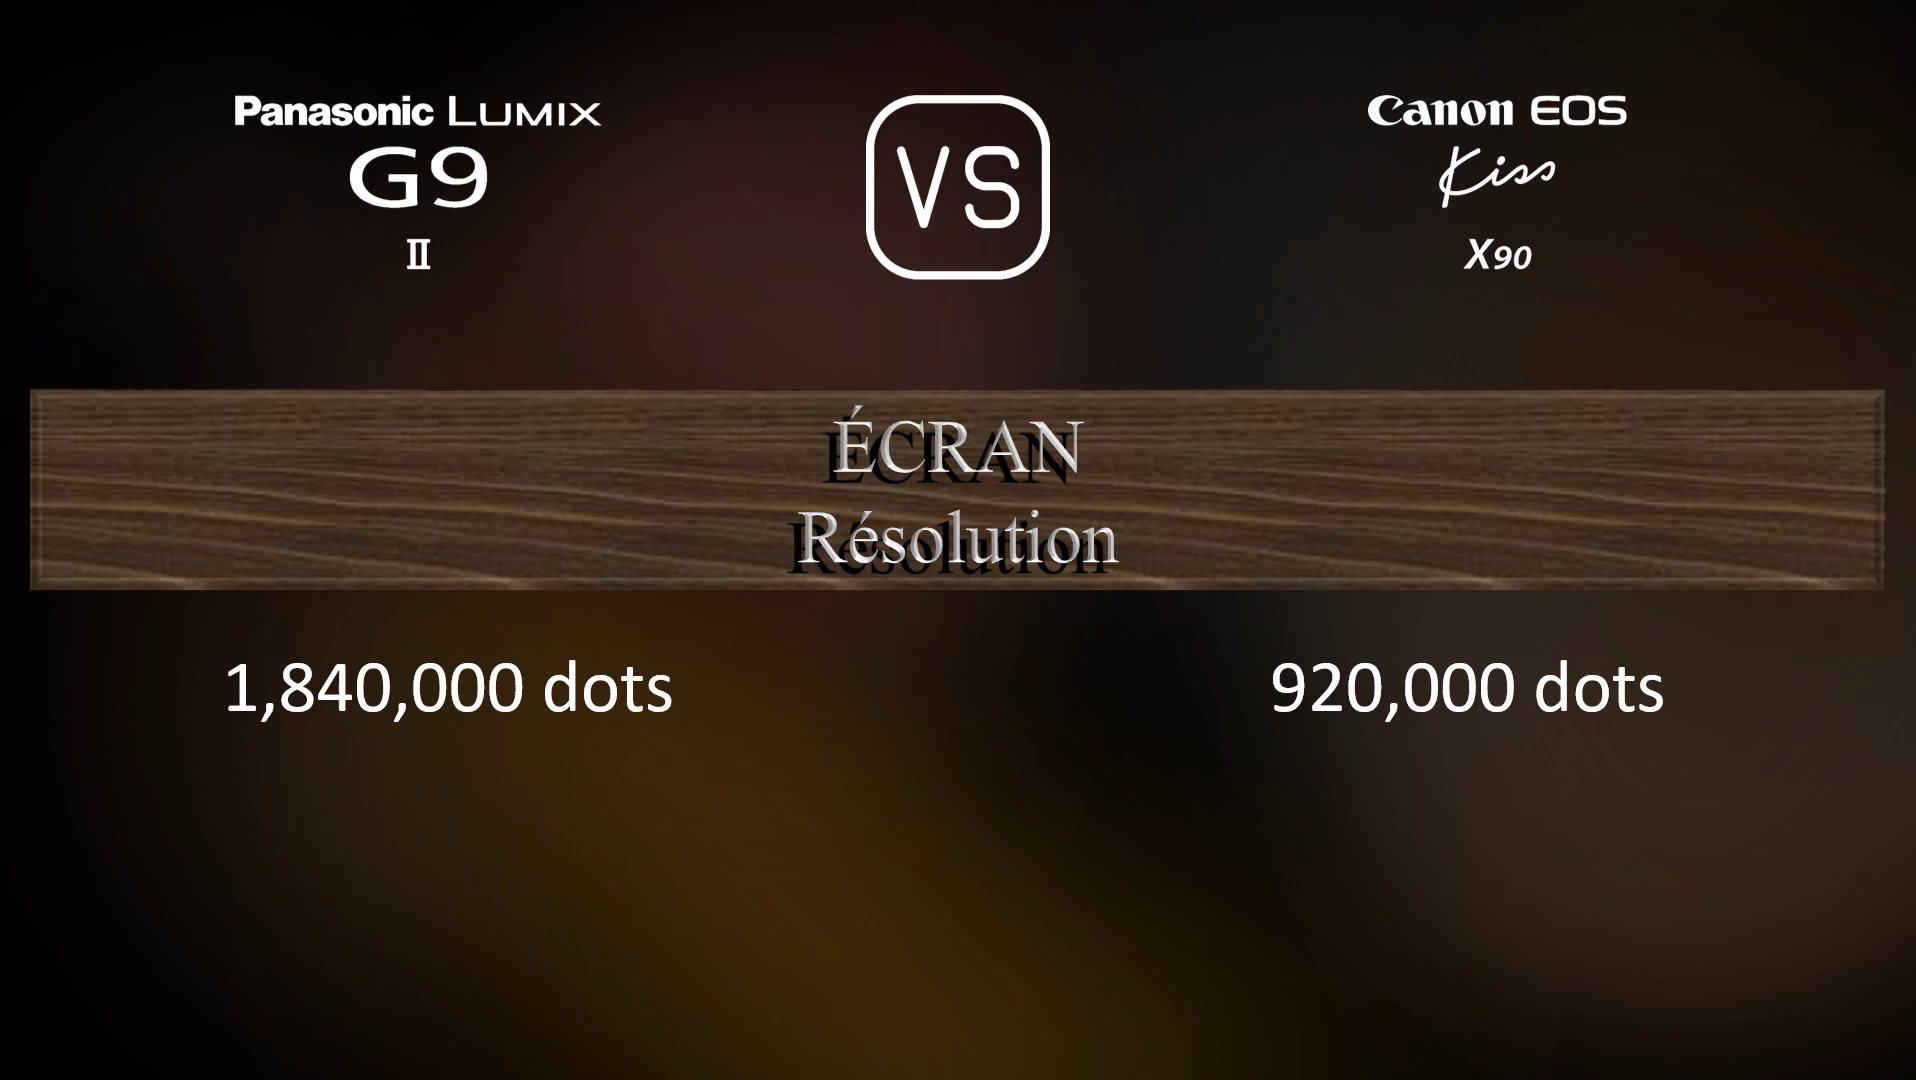 Panasonic LUMIX
G9
II
VS
Canon EOS
Kiss
X90
ÉCRAN
Résolution
1,840,000 dots
920,000 dots